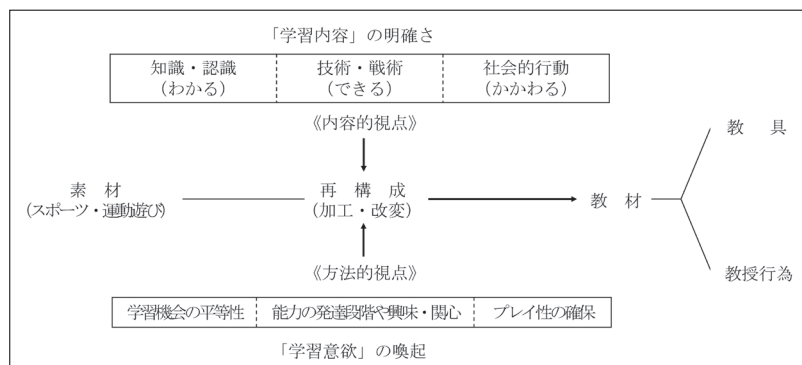 「学習内容」の明確さ
知識・認識 技術・戦術 社会的行動
(わかる) (できる) (かかわる)
《内容的視点》
教 具
素 材 再 構 成 教 材
(スポーツ・運動遊び) (加工・改変)
《方法的視点》
教授行為
学習機会の平等性 能力の発達段階や興味・関心 プレイ性の確保
「学習意欲」の喚起